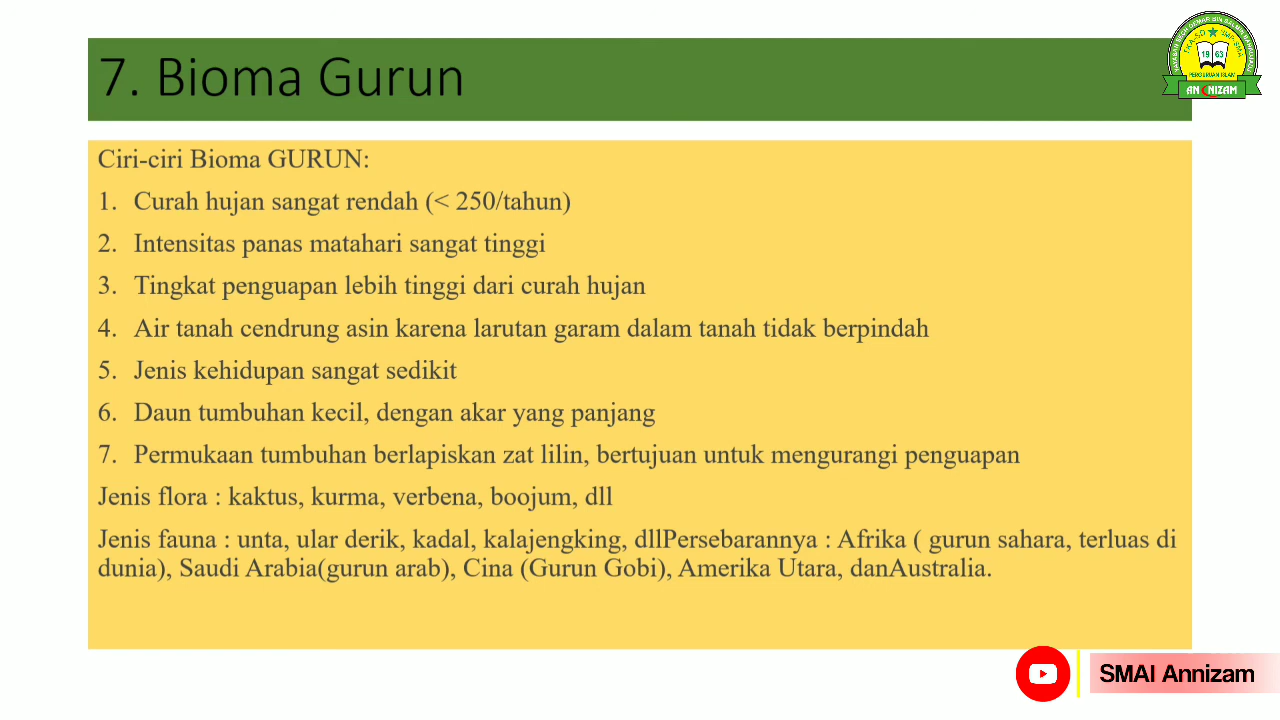 7. Bioma Gurun
Ciri-ciri Bioma GURUN:
1. Curah hujan sangat rendah (< 250/tahun)
2. Intensitas panas matahari sangat tinggi
3. Tingkat penguapan lebih tinggi dari curah hujan
4. Air tanah cendrung asin karena larutan garam dalam tanah tidak berpindah
5. Jenis kehidupan sangat sedikit
6. Daun tumbuhan kecil, dengan akar yang panjang
7. Permukaan tumbuhan berlapiskan zat lilin, bertujuan untuk mengurangi penguapan
Jenis flora : kaktus, kurma, verbena, boojum, dll
Jenis fauna : unta, ular derik, kadal, kalajengking, dllPersebarannya : Afrika ( gurun sahara, terluas di
dunia), Saudi Arabia(gurun arab), Cina (Gurun Gobi), Amerika Utara, danAustralia.
19 63
PERGURUAN ISLAM
AN NIZAM
SMAI Annizam